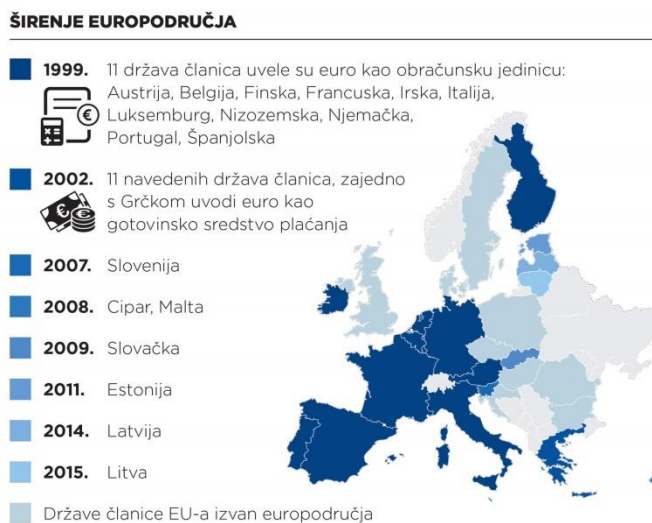 ŠIRENJE EUROPODRUČJA
1999. 11 država članica uvele su euro kao obračunsku jedinicu:
Austrija, Belgija, Finska, Francuska, Irska, Italija,
Luksemburg, Nizozemska, Njemačka,
Portugal, Španjolska
2002. 11 navedenih država članica, zajedno
s Grčkom uvodi euro kao
gotovinsko sredstvo plaćanja
2007. Slovenija
2008. Cipar, Malta
2009. Slovačka
2011. Estonija
2014. Latvija
2015. Litva
Države članice EU-a izvan europodručja